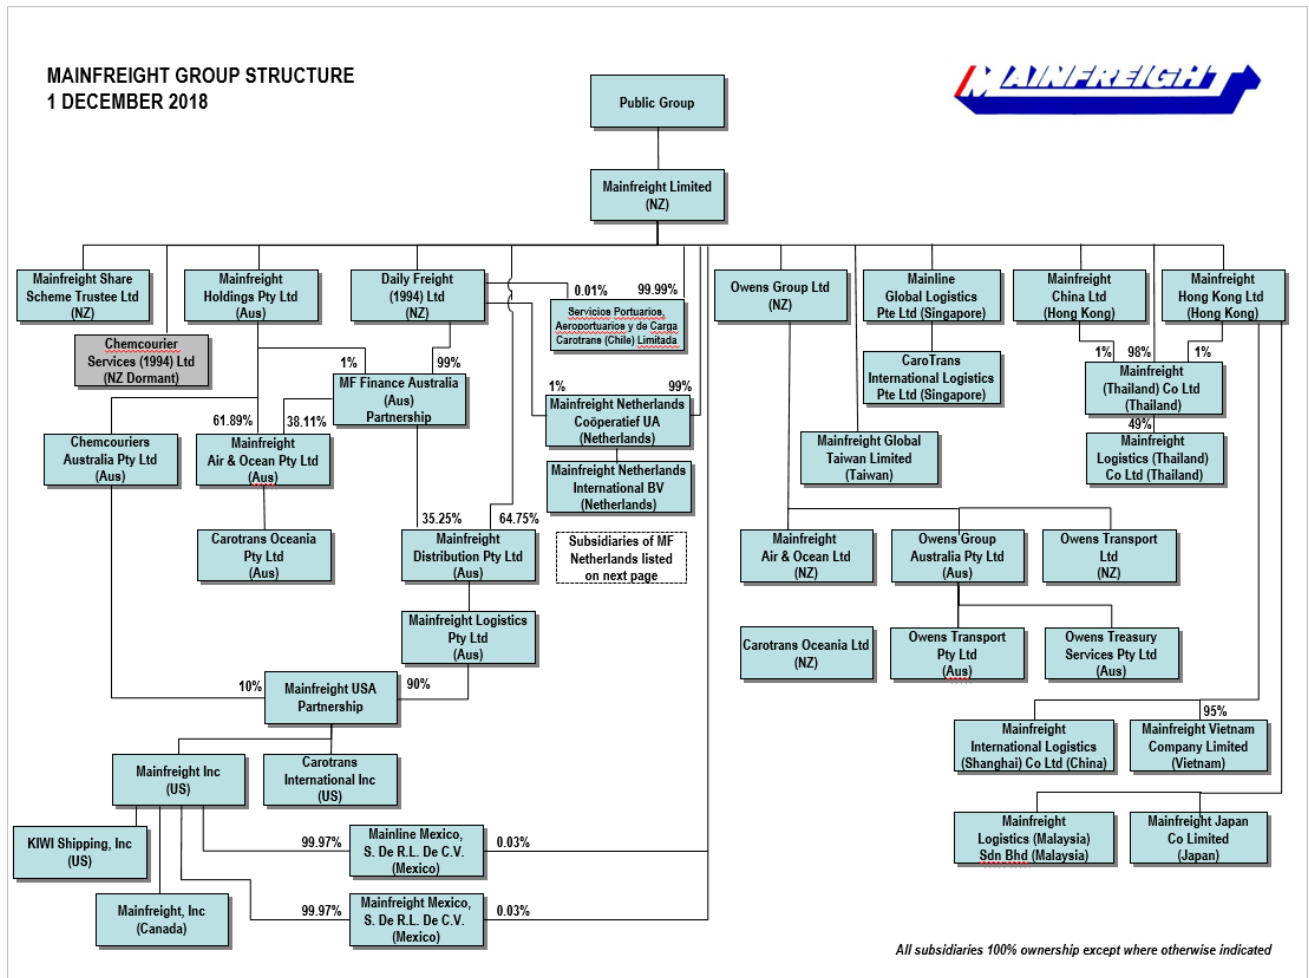 MAINFREIGHT GROUP STRUCTURE
1 DECEMBER 2018
MAINFREIGHT
Public Group
Mainfreight Limited
(NZ)
Mainfreight Share
Scheme Trustee Ltd
(NZ)
Mainfreight
Holdings Pty Ltd
(Aus)
Daily Freight
(1994) Ltd
(NZ)
0.01%
99.99%
Servicios Portuarios,
Aeroportuarios y de Carga
Carotrans (Chile) Limitada
Owens Group Ltd
(NZ)
Mainline
Global Logistics
Pte Ltd (Singapore)
Mainfreight
China Ltd
(Hong Kong)
Mainfreight
Hong Kong Ltd
(Hong Kong)
Chemcourier
Services (1994) Ltd
(NZ Dormant)
1%
99%
MF Finance Australia
(Aus)
Partnership
1%
99%
Mainfreight Netherlands
Coöperatief UA
(Netherlands)
CaroTrans
International Logistics
Pte Ltd (Singapore)
1%
98%
1%
Mainfreight
(Thailand) Co Ltd
(Thailand)
61.89%
38.11%
Chemcouriers
Australia Pty Ltd
(Aus)
Mainfreight
Air & Ocean Pty Ltd
(Aus)
Mainfreight Netherlands
International BV
(Netherlands)
Mainfreight Global
Taiwan Limited
(Taiwan)
49%
Mainfreight
Logistics (Thailand)
Co Ltd (Thailand)
35.25%
64.75%
Carotrans Oceania
Pty Ltd
(Aus)
Mainfreight
Distribution Pty Ltd
(Aus)
Subsidiaries of MF
Netherlands listed
on next page
Mainfreight
Air & Ocean Ltd
(NZ)
Owens Group
Australia Pty Ltd
(Aus)
Owens Transport
Ltd
(NZ)
Mainfreight Logistics
Pty Ltd
(Aus)
Carotrans Oceania Ltd
(NZ)
Owens Transport
Pty Ltd
(Aus)
Owens Treasury
Services Pty Ltd
(Aus)
10%
Mainfreight USA
Partnership
90%
95%
Mainfreight
International Logistics
(Shanghai) Co Ltd (China)
Mainfreight Vietnam
Company Limited
(Vietnam)
Mainfreight Inc
(US)
Carotrans
International Inc
(US)
KIWI Shipping, Inc
(US)
99.97%
Mainline Mexico,
S. De R.L. De C.V.
(Mexico)
0.03%
Mainfreight
Logistics (Malaysia)
Sdn Bhd (Malaysia)
Mainfreight Japan
Co Limited
(Japan)
Mainfreight, Inc
(Canada)
99.97%
Mainfreight Mexico,
S. De R.L. De C.V.
(Mexico)
0.03%
All subsidiaries 100% ownership except where otherwise indicated